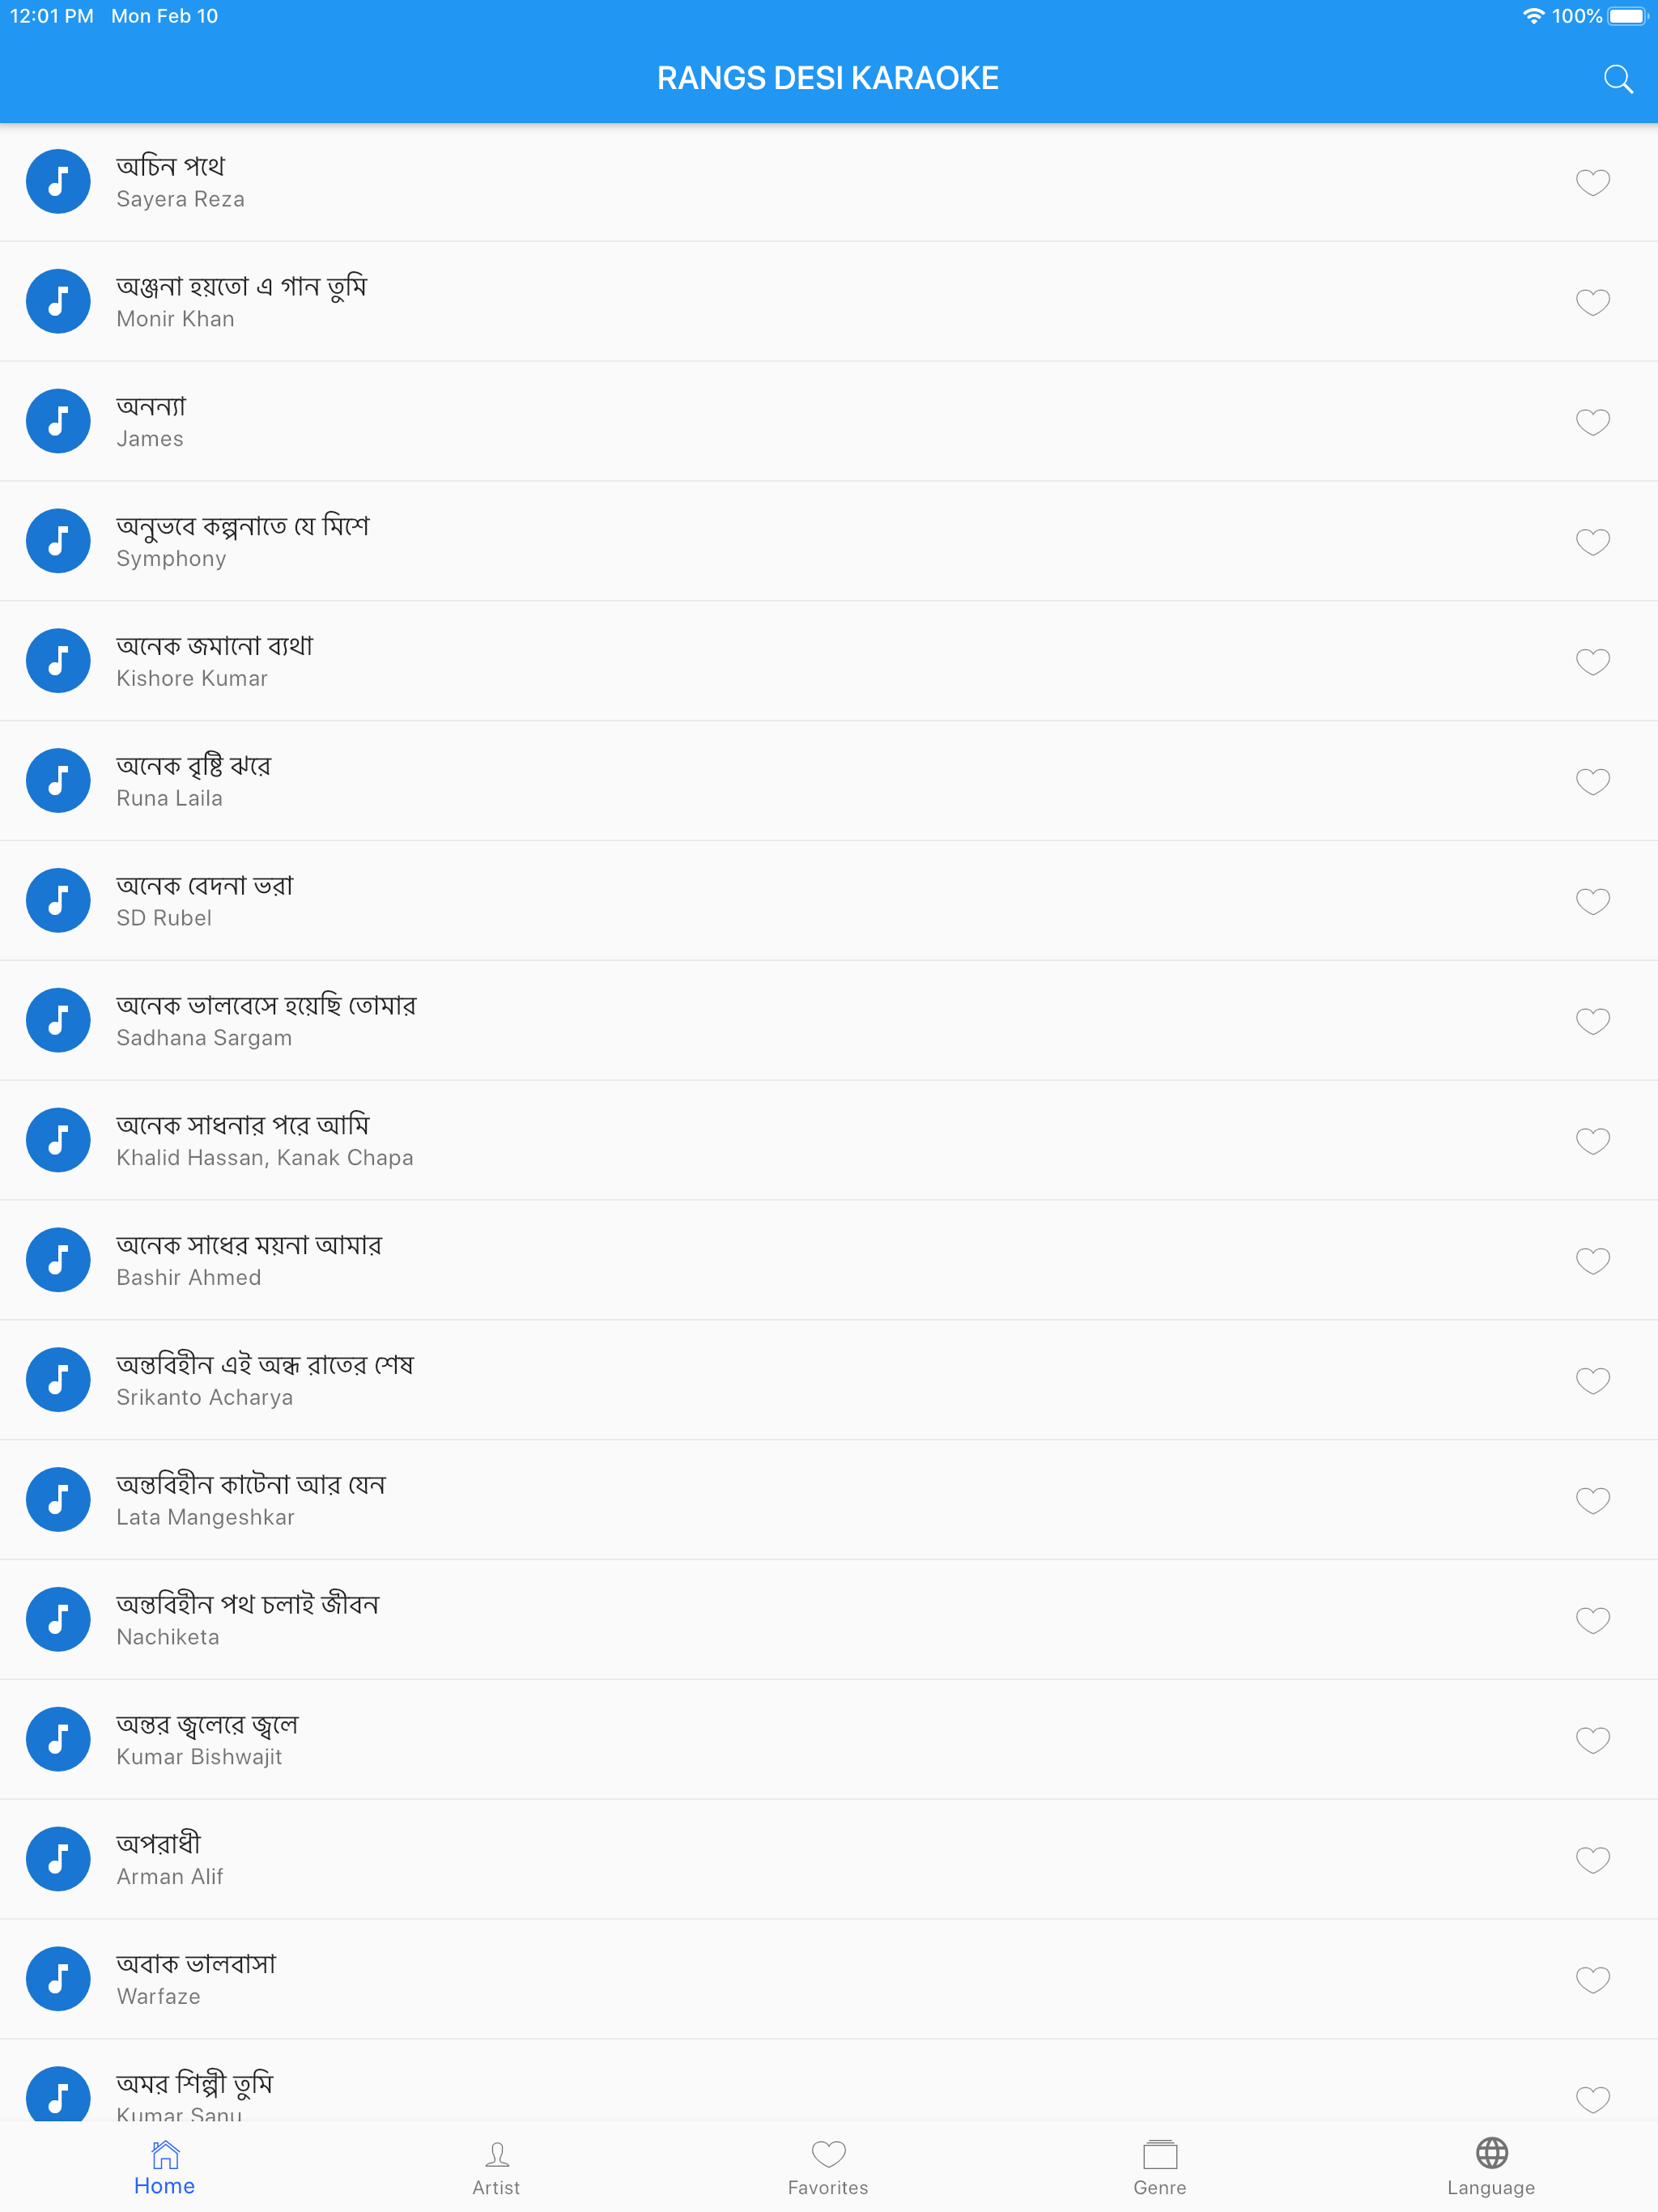 12:01 PM Mon Feb 10 100%
RANGS DESI KARAOKE
অচিন পথে
Sayera Reza
অঞ্জনা হয়তো এ গান তুমি
Monir Khan
অনন্যা
James
অনুভবে কল্পনাতে যে মিশে
Symphony
অনেক জমানো ব্যথা
Kishore Kumar
অনেক বৃষ্টি ঝরে
Runa Laila
অনেক বেদনা ভরা
SD Rubel
অনেক ভালবেসে হয়েছি তোমার
Sadhana Sargam
অনেক সাধনার পরে আমি
Khalid Hassan, Kanak Chapa
অনেক সাধের ময়না আমার
Bashir Ahmed
অন্তবিহীন এই অন্ধ রাতের শেষ
Srikanto Acharya
অন্তবিহীন কাটেনা আর যেন
Lata Mangeshkar
অন্তবিহীন পথ চলাই জীবন
Nachiketa
অন্তর জ্বলেরে জ্বলে
Kumar Bishwajit
অপরাধী
Arman Alif
অবাক ভালবাসা
Warfaze
অমর শিল্পী তুমি
Kumar Sanu
Home Artist Favorites Genre Language